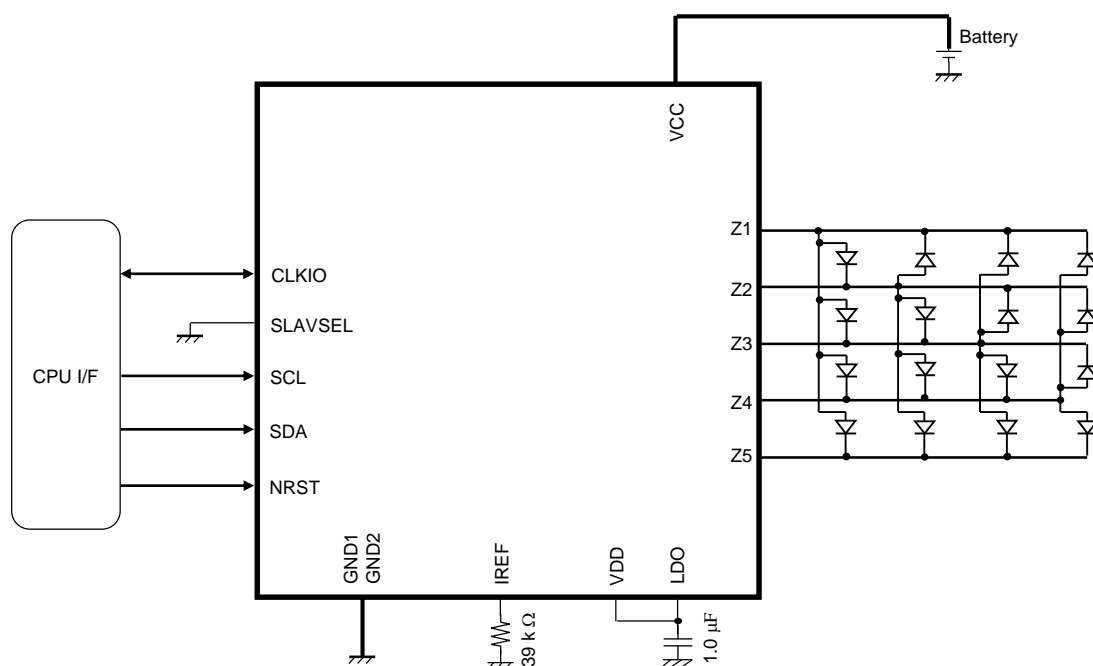 Battery
VCC
Z1
CLKIO
Z2
SLAVSEL
Z3
CPU I/F
SCL
Z4
SDA
Z5
NRST
GND1
GND2
IREF
VDD
LDO
39 k Ω
1.0 µF